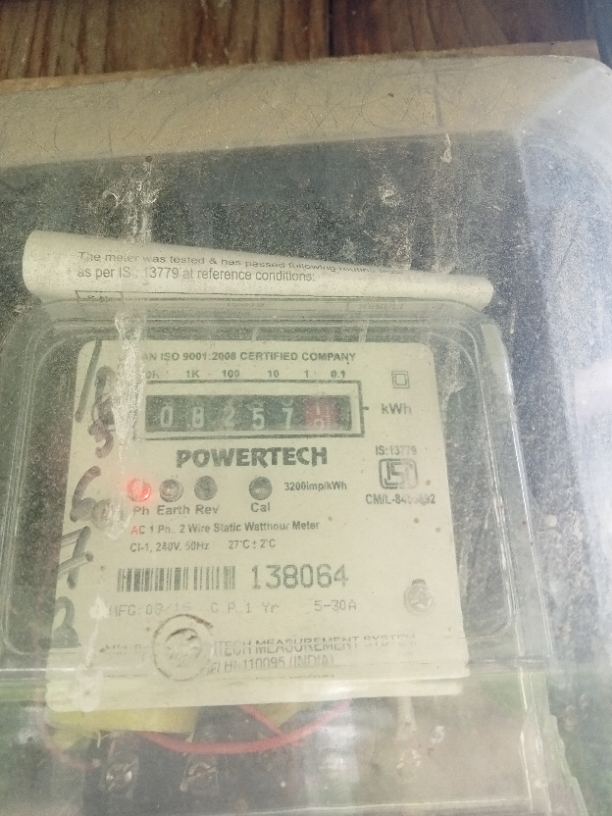 The meter was tested & has passed following routine
as per IS : 13779 at reference conditions:
AN ISO 9001:2008 CERTIFIED COMPANY
1K 100 10 1 0.1
0 8 2 5 7
kWh
POWERTECH
IS:13779
3200imp/kWh
Ph Earth Rev Cal
AC 1 Ph. 2 Wire Static Watthour Meter
Cl-1, 240V, 50Hz 27°C ± 2°C
138064
C P 1 Yr 5-30A
MEASUREMENT SYSTEM
110095 (INDIA)